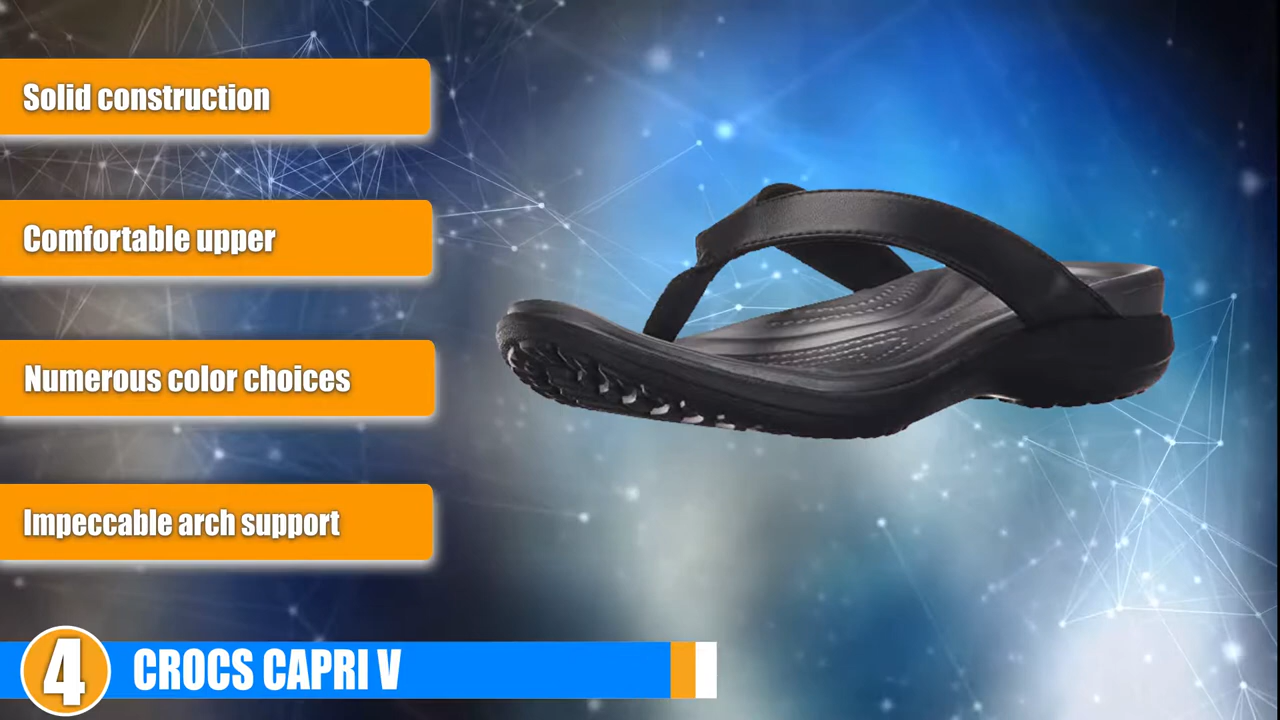 Solid construction
Comfortable upper
Numerous color choices
Impeccable arch support
4 CROCS CAPRI V